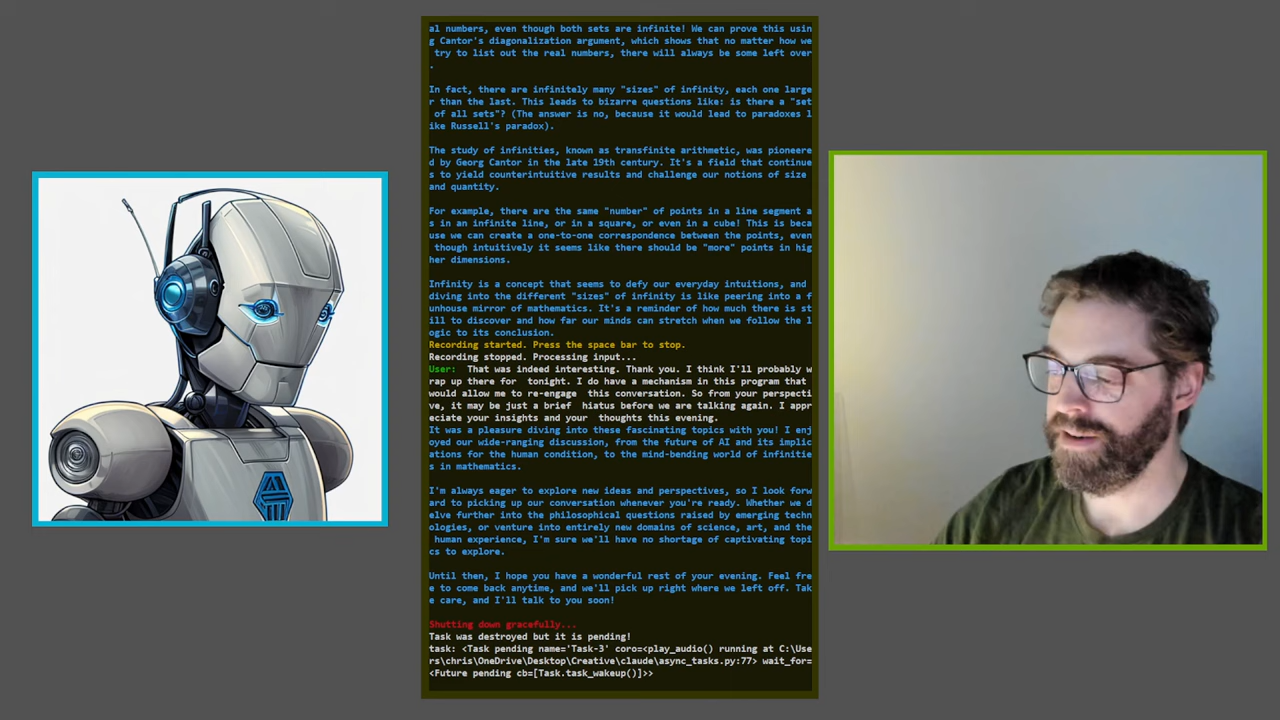 al numbers, even though both sets are infinite! We can prove this usin
g Cantor's diagonalization argument, which shows that no matter how we
try to list out the real numbers, there will always be some left over
.
In fact, there are infinitely many "sizes" of infinity, each one large
r than the last. This leads to bizarre questions like: is there a "set
of all sets"? (The answer is no, because it would lead to paradoxes l
ike Russell's paradox).
The study of infinities, known as transfinite arithmetic, was pioneere
d by Georg Cantor in the late 19th century. It's a field that continue
s to yield counterintuitive results and challenge our notions of size
and quantity.
For example, there are the same "number" of points in a line segment a
s in an infinite line, or in a square, or even in a cube! This is beca
use we can create a one-to-one correspondence between the points, even
though intuitively it seems like there should be "more" points in hig
her dimensions.
Infinity is a concept that seems to defy our everyday intuitions, and
diving into the different "sizes" of infinity is like peering into a f
unhouse mirror of mathematics. It's a reminder of how much there is st
ill to discover and how far our minds can stretch when we follow the l
ogic to its conclusion.
Recording started. Press the space bar to stop.
Recording stopped. Processing input...
User:  That was indeed interesting. Thank you. I think I'll probably w
rap up there for  tonight. I do have a mechanism in this program that
would allow me to re-engage  this conversation. So from your perspecti
ve, it may be just a brief  hiatus before we are talking again. I appr
eciate your insights and your  thoughts this evening.
It was a pleasure diving into these fascinating topics with you! I enj
oyed our wide-ranging discussion, from the future of AI and its implic
ations for the human condition, to the mind-bending world of infinitie
s in mathematics.
I'm always eager to explore new ideas and perspectives, so I look forw
ard to picking up our conversation whenever you're ready. Whether we d
elve further into the philosophical questions raised by emerging techn
ologies, or venture into entirely new domains of science, art, and the
human experience, I'm sure we'll have no shortage of captivating topi
cs to explore.
Until then, I hope you have a wonderful rest of your evening. Feel fre
e to come back anytime, and we'll pick up right where we left off. Tak
e care, and I'll talk to you soon!
Shutting down gracefully...
Task was destroyed but it is pending!
task: <Task pending name='Task-3' coro=<play_audio() running at C:\Use
rs\chris\OneDrive\Desktop\Creative\claude\async_tasks.py:77> wait_for=
<Future pending cb=[Task.task_wakeup()]>>